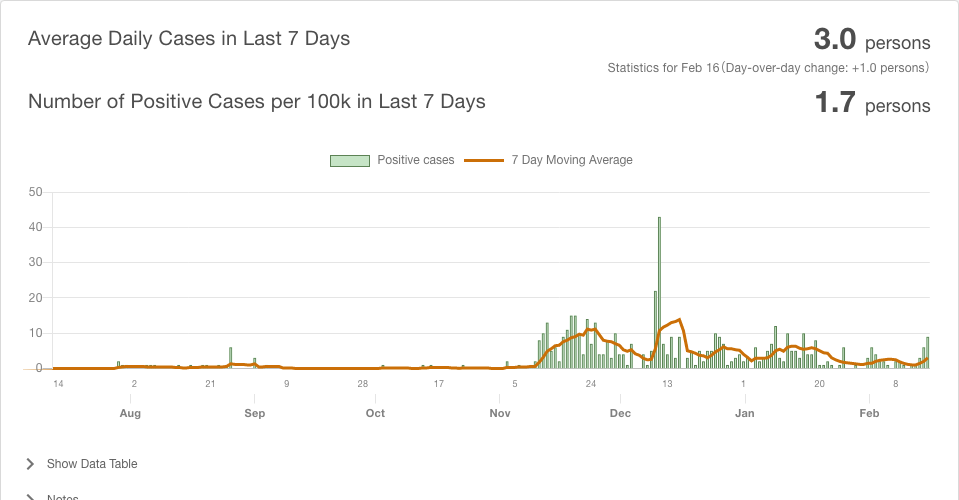 Average Daily Cases in Last 7 Days
3.0 persons
Statistics for Feb 16(Day-over-day change: +1.0 persons)
Number of Positive Cases per 100k in Last 7 Days
1.7 persons
Positive cases 7 Day Moving Average
50
40
30
20
10
0
14 2 21 9 28 17 5 24 13 1 20 8
Aug Sep Oct Nov Dec Jan Feb
Show Data Table
Notes